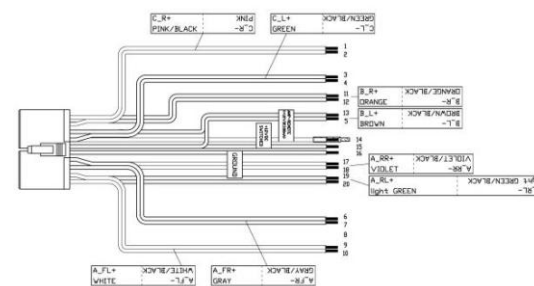 C_R+ PINK
PINK/BLACK C_R-
C_L+ GREEN/BLACK
GREEN C_L-
1
2
3
4
11
12
B_R+ ORANGE/BLACK
ORANGE B_R-
13
5
B_L+ BROWN/BLACK
BROWN B_L-
14
15
16
GROUND
17
18
A_RR+ VIOLET/BLACK
VIOLET A_RR-
19
20
A_RL+ GREEN/BLACK
light GREEN RL-
6
7
8
9
10
A_FL+ WHITE/BLACK
WHITE A_FL-
A_FR+ GRAY/BLACK
GRAY A_FR-